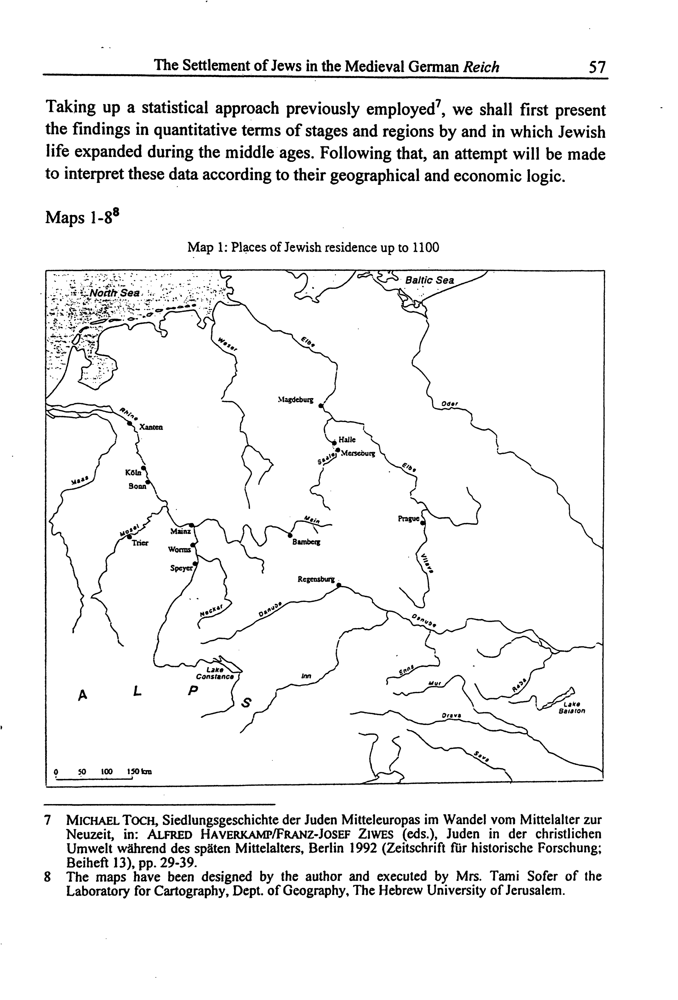 The Settlement of Jews in the Medieval German Reich 57
Taking up a statistical approach previously employed7, we shall first present
the findings in quantitative terms of stages and regions by and in which Jewish
life expanded during the middle ages. Following that, an attempt will be made
to interpret these data according to their geographical and economic logic.
Maps 1-88
Map 1: Places of Jewish residence up to 1100
Baltic Sea
North Sea
Weser
Elbe
Magdeburg
Oder
Rhine
Xanten
Halle
Merseburg
Saale
Elbe
Köln
Maas
Bonn
Main
Prague
Mosel
Mainz
Trier
Bamberg
Worms
Vltava
Speyer
Regensburg
Neckar
Danube
Danube
Lake
Constance
Inn
Enns
Mur
Raba
A L P S
Lake
Balaton
Drava
Sava
0 50 100 150 km
7 MICHAEL TOCH, Siedlungsgeschichte der Juden Mitteleuropas im Wandel vom Mittelalter zur
Neuzeit, in: ALFRED HAVERKAMP/FRANZ-JOSEF ZIWES (eds.), Juden in der christlichen
Umwelt während des späten Mittelalters, Berlin 1992 (Zeitschrift für historische Forschung;
Beiheft 13), pp. 29-39.
8 The maps have been designed by the author and executed by Mrs. Tami Sofer of the
Laboratory for Cartography, Dept. of Geography, The Hebrew University of Jerusalem.